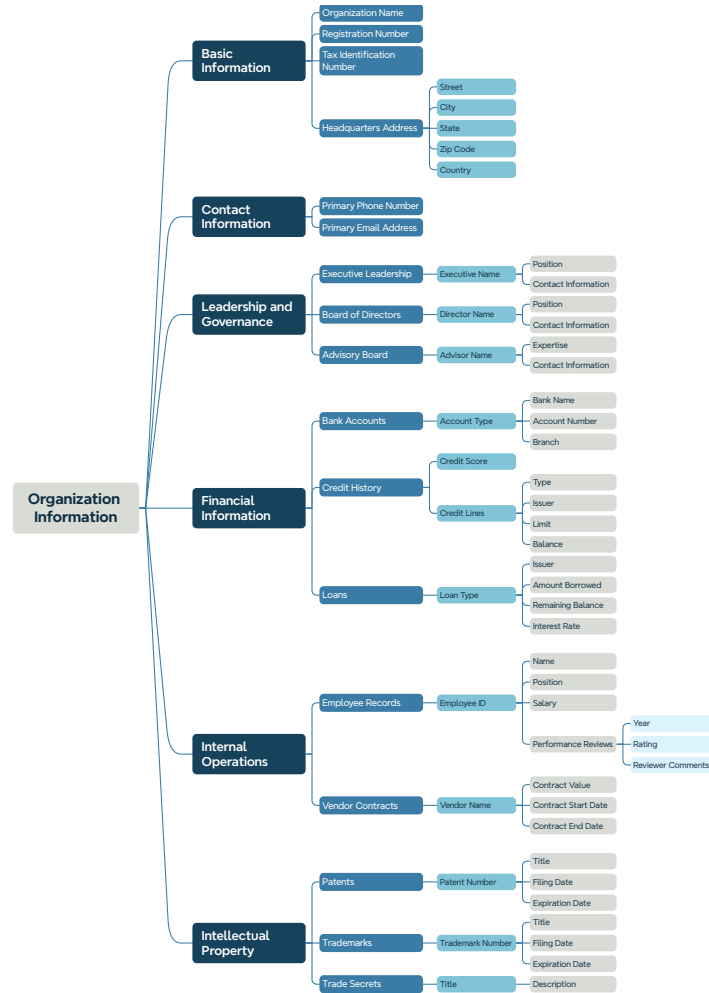 Organization
Information
Basic
Information
Organization Name
Registration Number
Tax Identification
Number
Headquarters Address
Street
City
State
Zip Code
Country
Contact
Information
Primary Phone Number
Primary Email Address
Leadership and
Governance
Executive Leadership
Executive Name
Position
Contact Information
Board of Directors
Director Name
Position
Contact Information
Advisory Board
Advisor Name
Expertise
Contact Information
Financial
Information
Bank Accounts
Account Type
Bank Name
Account Number
Branch
Credit History
Credit Score
Credit Lines
Type
Issuer
Limit
Balance
Loans
Loan Type
Issuer
Amount Borrowed
Remaining Balance
Interest Rate
Internal
Operations
Employee Records
Employee ID
Name
Position
Salary
Performance Reviews
Year
Rating
Reviewer Comments
Vendor Contracts
Vendor Name
Contract Value
Contract Start Date
Contract End Date
Intellectual
Property
Patents
Patent Number
Title
Filing Date
Expiration Date
Trademarks
Trademark Number
Title
Filing Date
Expiration Date
Trade Secrets
Title
Description